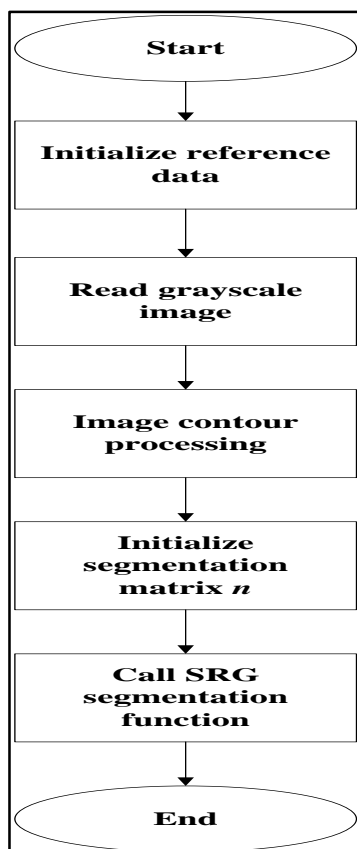 Start
Initialize reference
data
Read grayscale
image
Image contour
processing
Initialize
segmentation
matrix n
Call SRG
segmentation
function
End